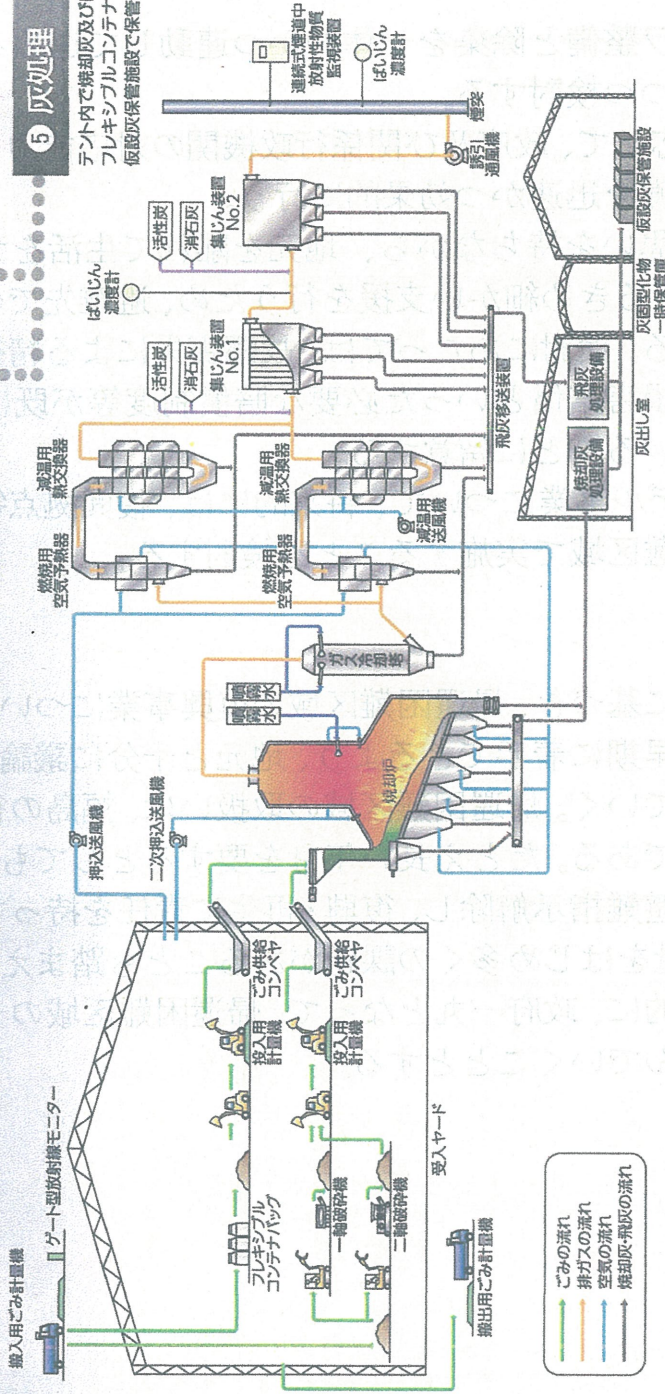 ⑤ 灰処理
テント内で焼却灰及び
フレキシブルコンテナ
仮設灰保管施設で保管
搬入用ごみ計量機
ゲート型放射線モニター
フレキシブル
コンテナバッグ
一軸破砕機
二軸破砕機
投入用
計量機
投入用
計量機
ごみ供給
コンベヤ
ごみ供給
コンベヤ
受入ヤード
搬出用ごみ計量機
押込送風機
二次押込送風機
焼却炉
噴霧水
噴霧水
ガス冷却塔
燃焼用
空気予熱器
減温用
熱交換器
燃焼用
空気予熱器
減温用
熱交換器
減温用
送風機
活性炭
消石灰
集じん装置
No.1
ばいじん
濃度計
活性炭
消石灰
集じん装置
No.2
連続式煙道中
放射性物質
監視装置
ばいじん
濃度計
煙突
誘引
通風機
飛灰移送装置
焼却灰
処理設備
飛灰
処理設備
灰出し室
灰固型化物
一時保管
仮設灰保管施設
ごみの流れ
排ガスの流れ
空気の流れ
焼却灰・飛灰の流れ